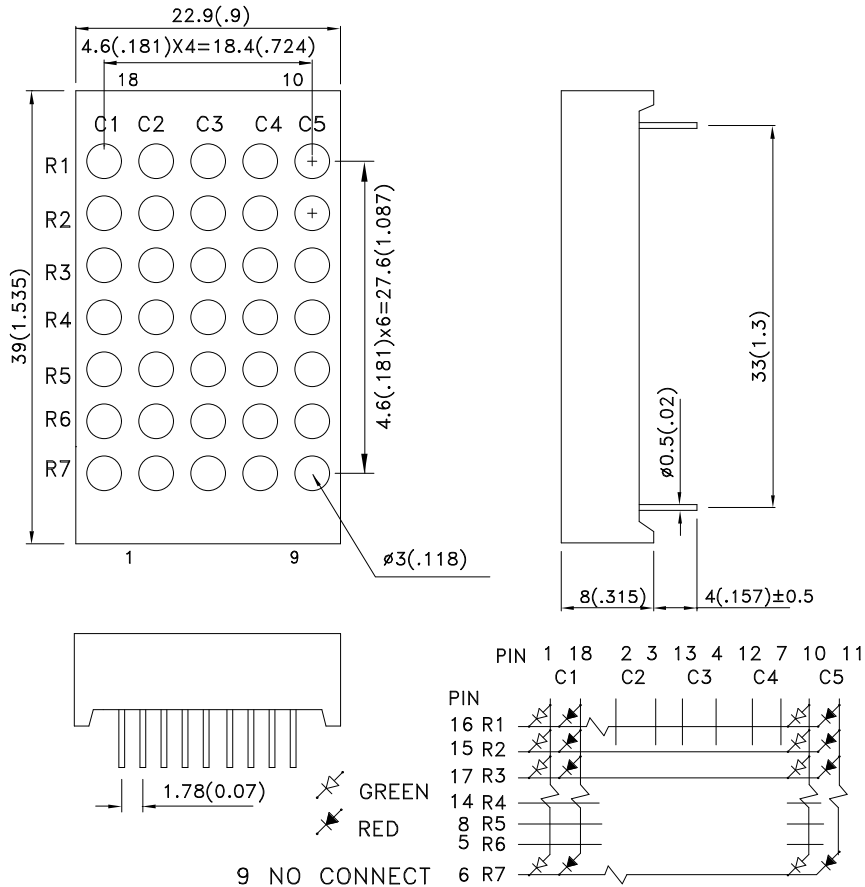 22.9(.9)
4.6(.181)X4=18.4(.724)
18 10
C1 C2 C3 C4 C5
R1
R2
R3
R4
R5
R6
R7
39(1.535)
4.6(.181)x6=27.6(1.087)
1 9
ø3(.118)
33(1.3)
ø0.5(.02)
8(.315) 4(.157)±0.5
1.78(0.07)
GREEN
RED
9 NO CONNECT
PIN 1 18 2 3 13 4 12 7 10 11
C1 C2 C3 C4 C5
PIN
16 R1
15 R2
17 R3
14 R4
8 R5
5 R6
6 R7